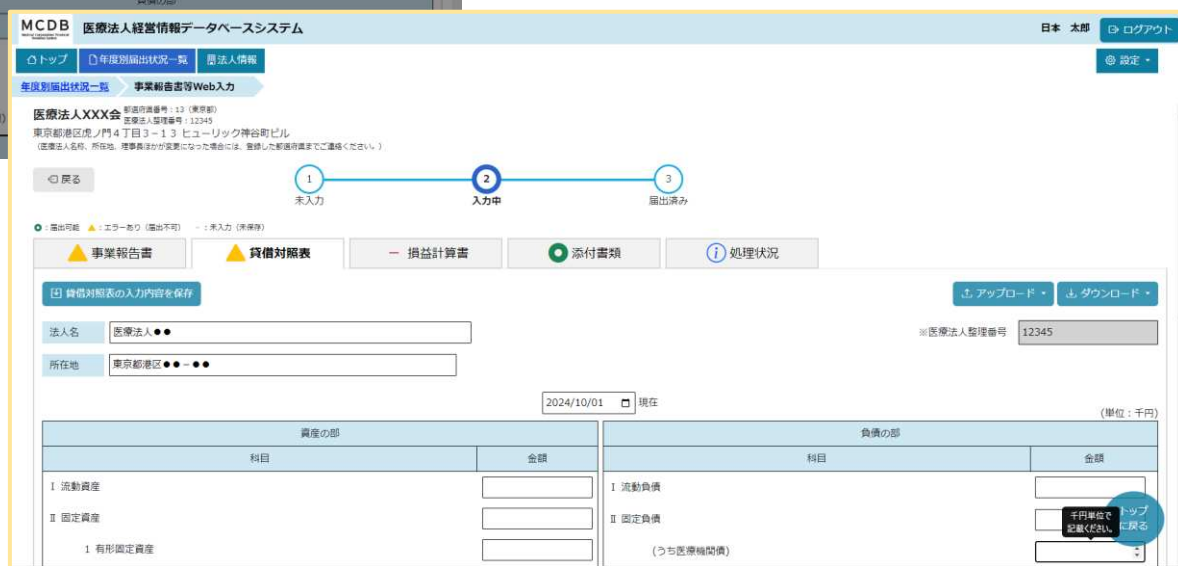 負債の部
MCDB 医療法人経営情報データベースシステム 日本 太郎 ログアウト
トップ 年度別届出状況一覧 法人情報 設定
年度別届出状況一覧 事業報告書等Web入力
医療法人XXX会 都道府県番号：13（東京都）
医療法人整理番号：12345
東京都港区虎ノ門4丁目3－13 ヒューリック神谷町ビル
（医療法人名称、所在地、理事長ほかが変更になった場合には、登録した都道府県までご連絡ください。）
戻る 1 2 3
未入力 入力中 届出済み
：届出可能 ：エラーあり（届出不可） －：未入力（未保存）
事業報告書 貸借対照表 － 損益計算書 添付書類 処理状況
貸借対照表の入力内容を保存 アップロード ダウンロード
法人名 医療法人●● ※医療法人整理番号 12345
所在地 東京都港区●●－●●
2024/10/01 現在
(単位：千円)
資産の部 負債の部
科目 金額 科目 金額
Ⅰ 流動資産 Ⅰ 流動負債
Ⅱ 固定資産 Ⅱ 固定負債 千円単位で記載ください。 トップに戻る
1 有形固定資産 (うち医療機関債)